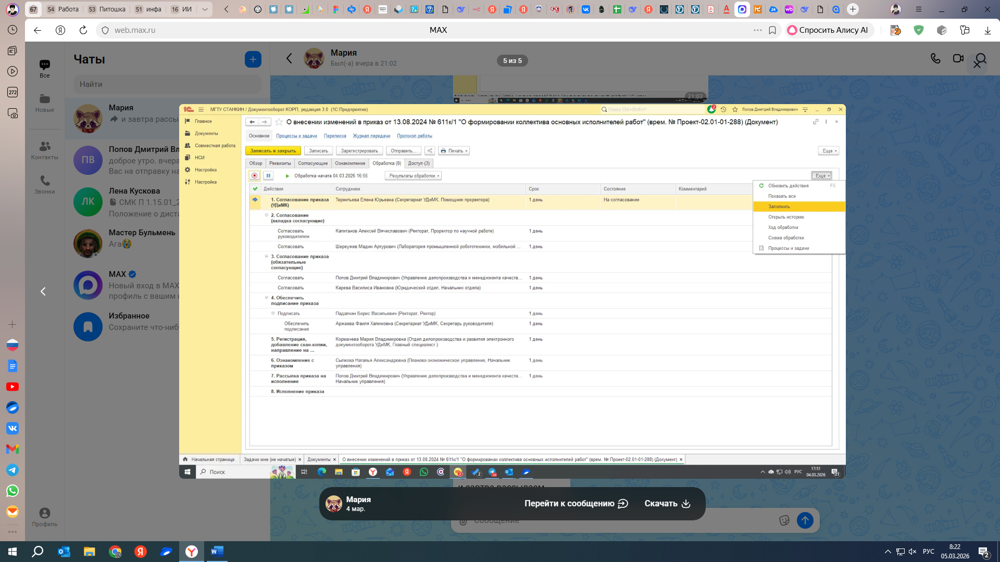 67
54 Работа
53 Питошка
51 инфа
16 ИИ
web.max.ru
MAX
Спросить Алису AI
272
Чаты
Найти
Все
Новые
Контакты
Звонки
Профиль
Мария
и завтра рассы
ПВ
Попов Дмитрий Вл
доброе утро. вчера
Вас на отправку на
ЛК
Лена Кускова
СМК П 1.15.01_2
Положение о диста
Мастер Бульмень
Ага
MAX
Новый вход в MAX
профиль с вашим н
Избранное
Сохраните что-нибу
Мария
Был(-а) вчера в 21:02
5 из 5
21:02
МГТУ СТАНКИН / Документооборот КОРП, редакция 3.0 (1С:Предприятие)
Поиск Ctrl+Shift+F
Попов Дмитрий Владимирович
Главное
Документы
Совместная работа
НСИ
Настройка
Настройка
О внесении изменений в приказ от 13.08.2024 № 611к/1 "О формировании коллектива основных исполнителей работ" (врем. № Проект-02.01-01-288) (Документ)
Основное
Процессы и задачи
Переписка
Журнал передачи
Протокол работы
Записать и закрыть
Записать
Зарегистрировать
Отправить...
Печать
Еще
Обзор
Реквизиты
Согласующие
Ознакомление
Обработка (8)
Доступ (3)
Обработка начата 04.03.2026 16:55
Результаты обработки
Еще
Обновить действия F5
Показать все
Заполнить
Открыть историю
Ход обработки
Схема обработки
Процессы и задачи
Действия
Сотрудники
Срок
Состояние
Комментарий
1. Согласование приказа (УДиМК)
Терентьева Елена Юрьевна (Секретариат УДиМК, Помощник проректора)
1 день
На согласовании
2. Согласование (вкладка согласующие)
Согласовать руководителем
Капитанов Алексей Вячеславович (Ректорат, Проректор по научной работе)
1 день
Согласовать
Шереужев Мадин Артурович (Лаборатория промышленной робототехники, мобильной ...
1 день
3. Согласование приказа (обязательные согласующие)
Согласовать
Попов Дмитрий Владимирович (Управление делопроизводства и менеджмента качеств...
1 день
Согласовать
Карева Василиса Ивановна (Юридический отдел, Начальник отдела)
1 день
4. Обеспечить подписание приказа
Подписать
Падалкин Борис Васильевич (Ректорат, Ректор)
1 день
Обеспечить подписание
Аржаева Фаиля Халимовна (Секретариат УДиМК, Секретарь руководителя)
1 день
5. Регистрация, добавление скан-копии, направление на ...
Кормачева Мария Владимировна (Отдел делопроизводства и развития электронного документооборота УДиМК, Главный специалист )
1 день
6. Ознакомление с приказом
Сыпкова Наталья Александровна (Планово-экономическое управление, Начальник управления)
1 день
7. Рассылка приказа на исполнение
Попов Дмитрий Владимирович (Управление делопроизводства и менеджмента качеств... Начальник управления)
1 день
8. Исполнение приказа
Начальная страница
Задачи мне (не начатые)
Документы
О внесении изменений в приказ от 13.08.2024 № 611к/1 "О формировании коллектива основных исполнителей работ" (врем. № Проект-02.01-01-288) (Документ)
Поиск
РУС
17:51
04.03.2026
21
и завтра рассылаем
Мария
4 мар.
Перейти к сообщению
Скачать
Сообщение
РУС
8:22
05.03.2026
2